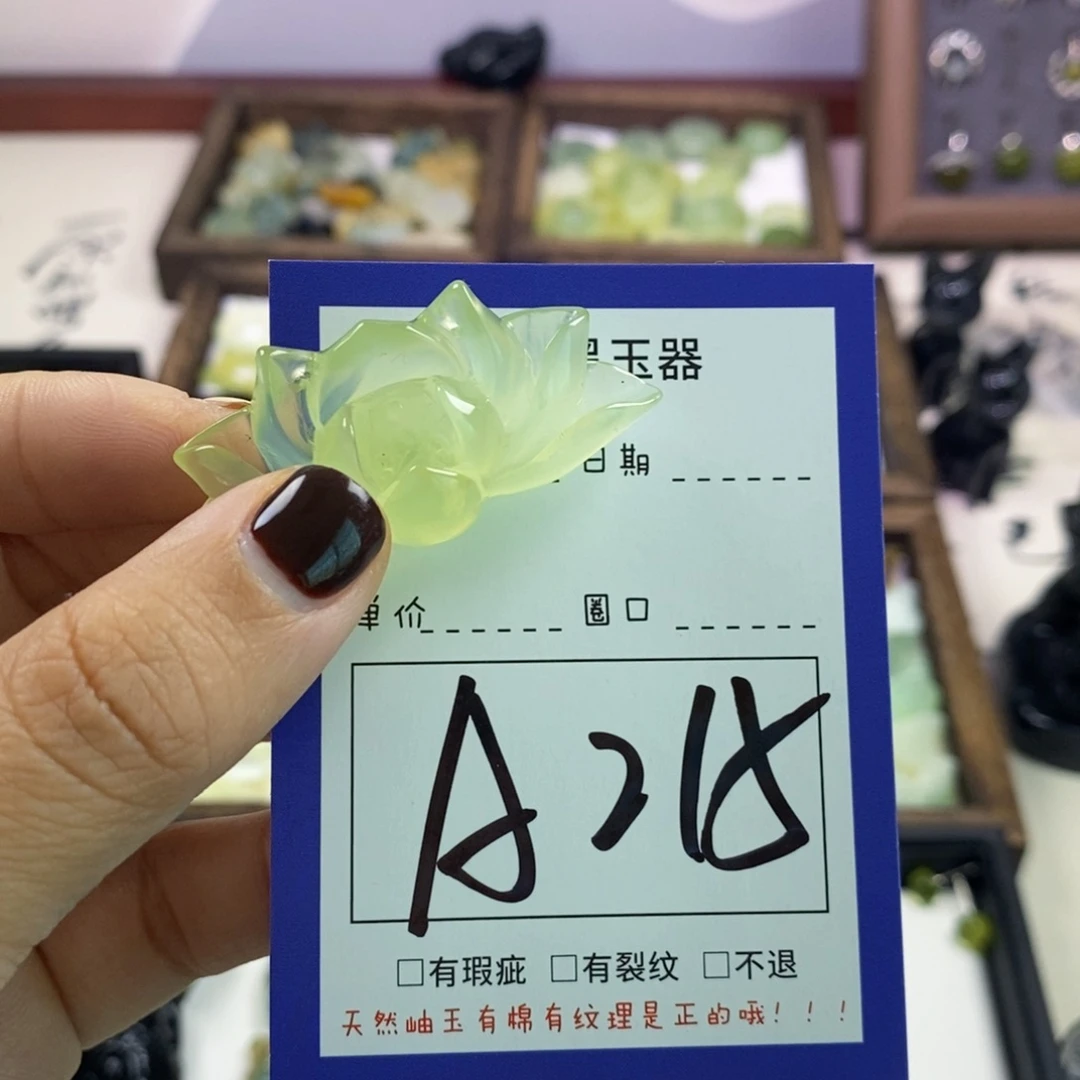 玉器
日期
单价 圈口
A218
□有瑕疵 □有裂纹 □不退
天然岫玉有棉有纹理是正的哦！！！